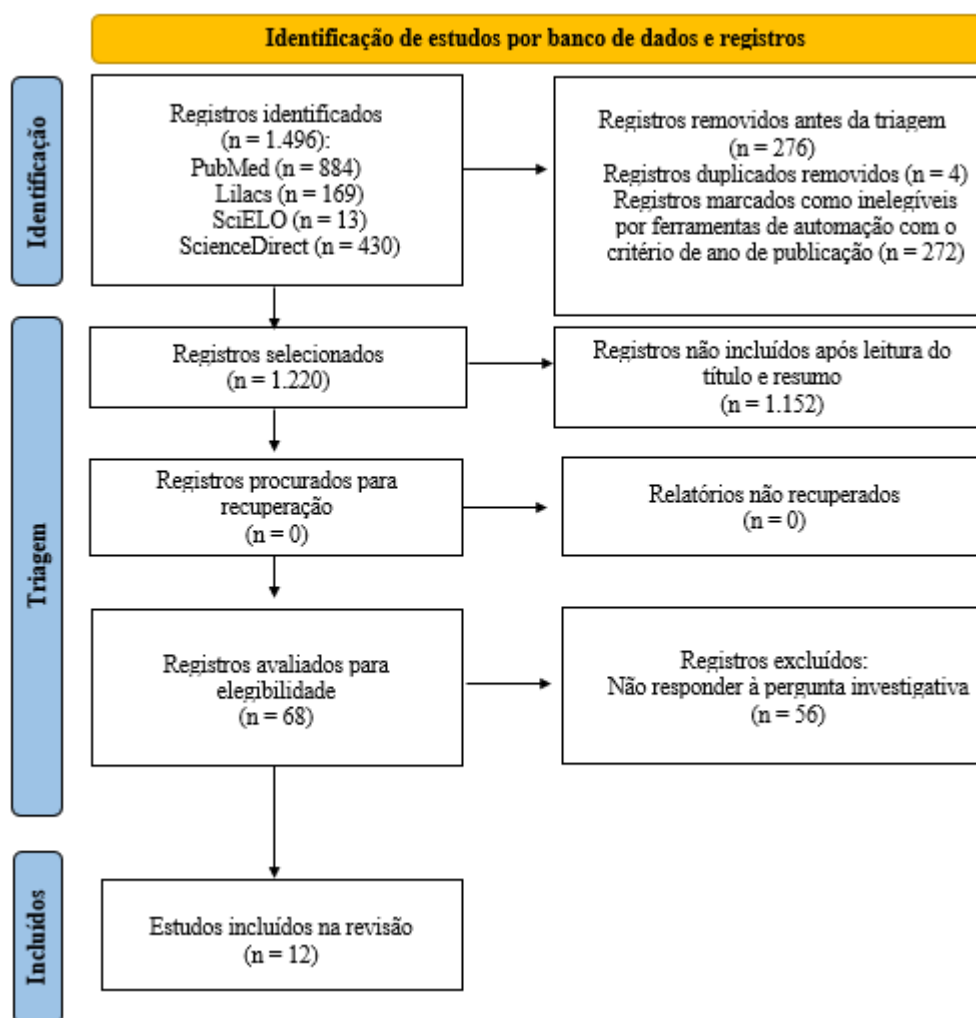 Identificação de estudos por banco de dados e registros
Identificação
Registros identificados
(n = 1.496):
PubMed (n = 884)
Lilacs (n = 169)
SciELO (n = 13)
ScienceDirect (n = 430)
Registros removidos antes da triagem
(n = 276)
Registros duplicados removidos (n = 4)
Registros marcados como inelegíveis
por ferramentas de automação com o
critério de ano de publicação (n = 272)
Triagem
Registros selecionados
(n = 1.220)
Registros não incluídos após leitura do
título e resumo
(n = 1.152)
Registros procurados para
recuperação
(n = 0)
Relatórios não recuperados
(n = 0)
Registros avaliados para
elegibilidade
(n = 68)
Registros excluídos:
Não responder à pergunta investigativa
(n = 56)
Incluídos
Estudos incluídos na revisão
(n = 12)